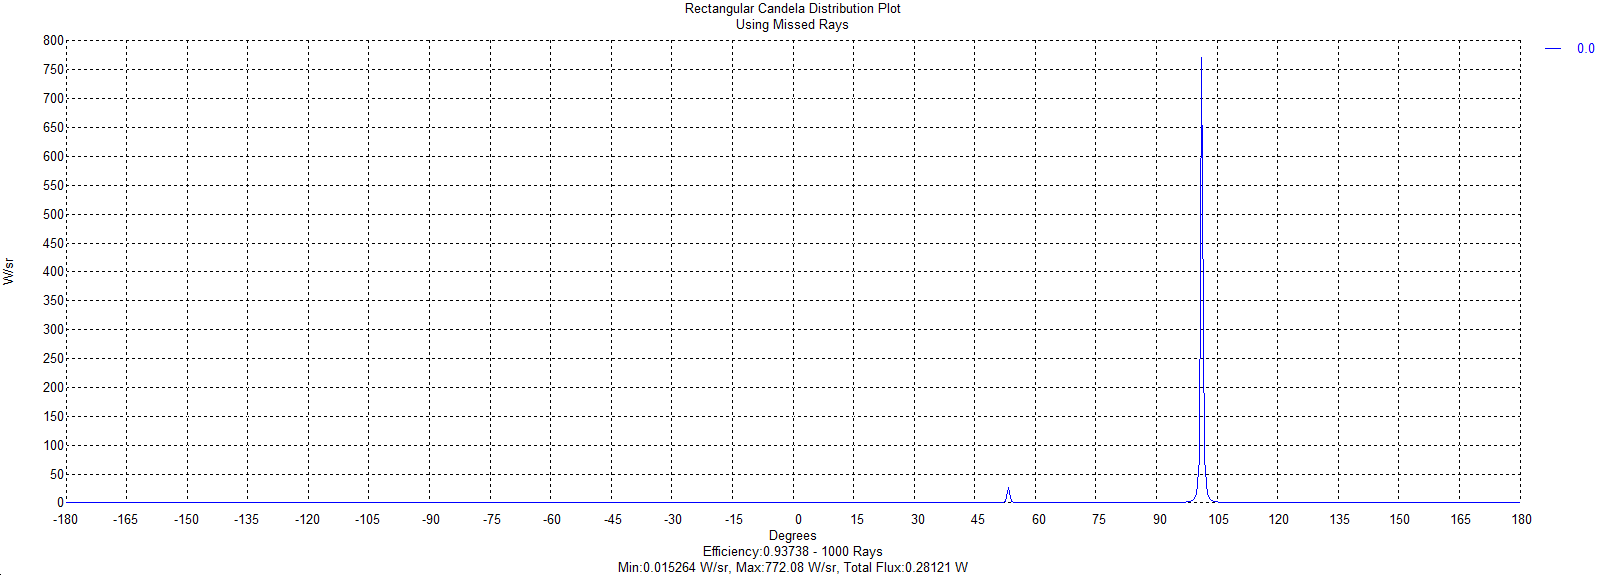 Rectangular Candela Distribution Plot
Using Missed Rays
0.0
800
750
700
650
600
550
500
450
400
350
300
250
200
150
100
50
0
W/sr
-180 -165 -150 -135 -120 -105 -90 -75 -60 -45 -30 -15 0 15 30 45 60 75 90 105 120 135 150 165 180
Degrees
Efficiency:0.93738 - 1000 Rays
Min:0.015264 W/sr, Max:772.08 W/sr, Total Flux:0.28121 W